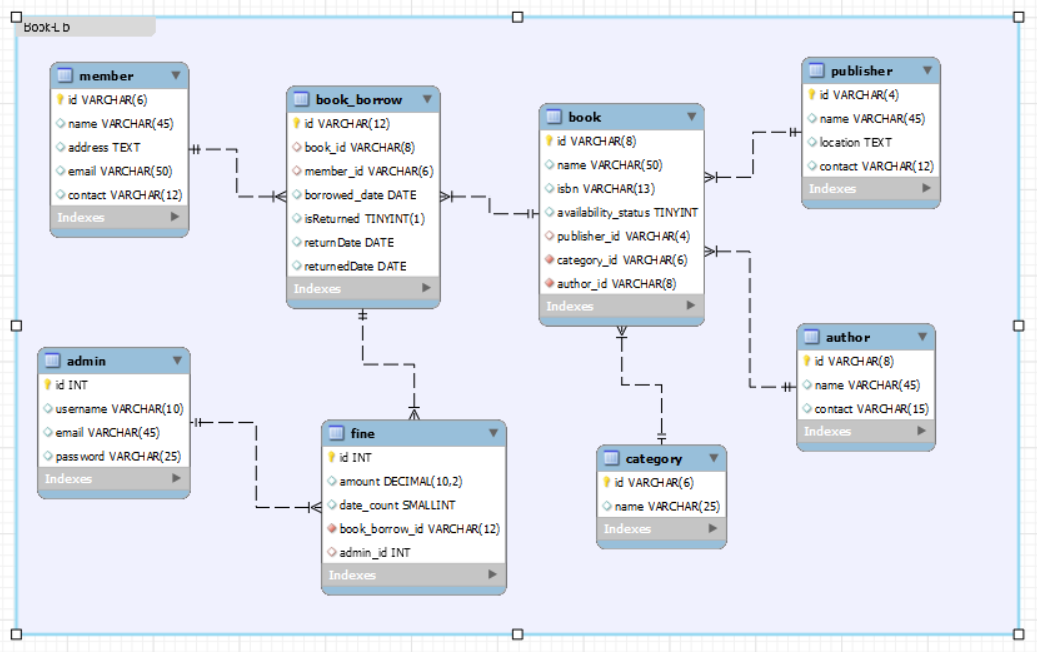 Book-Lib
member
id VARCHAR(6)
name VARCHAR(45)
address TEXT
email VARCHAR(50)
contact VARCHAR(12)
Indexes
book_borrow
id VARCHAR(12)
book_id VARCHAR(8)
member_id VARCHAR(6)
borrowed_date DATE
isReturned TINYINT(1)
returnDate DATE
returnedDate DATE
Indexes
book
id VARCHAR(8)
name VARCHAR(50)
isbn VARCHAR(13)
availability_status TINYINT
publisher_id VARCHAR(4)
category_id VARCHAR(6)
author_id VARCHAR(8)
Indexes
publisher
id VARCHAR(4)
name VARCHAR(45)
location TEXT
contact VARCHAR(12)
Indexes
admin
id INT
username VARCHAR(10)
email VARCHAR(45)
password VARCHAR(25)
Indexes
fine
id INT
amount DECIMAL(10,2)
date_count SMALLINT
book_borrow_id VARCHAR(12)
admin_id INT
Indexes
category
id VARCHAR(6)
name VARCHAR(25)
Indexes
author
id VARCHAR(8)
name VARCHAR(45)
contact VARCHAR(15)
Indexes